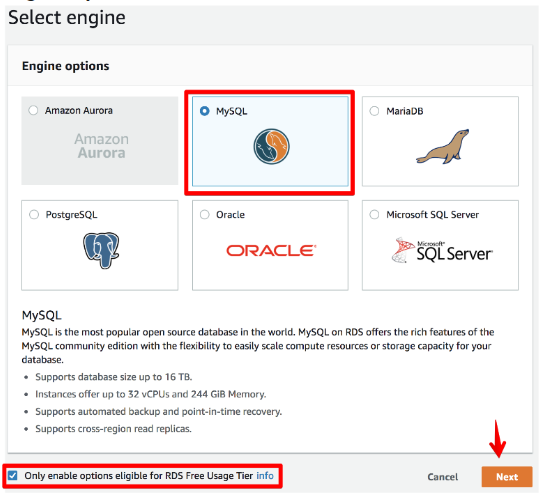 Select engine
Engine options
Amazon Aurora
Amazon
Aurora
MySQL
MariaDB
PostgreSQL
Oracle
ORACLE
Microsoft SQL Server
Microsoft
SQL Server
MySQL
MySQL is the most popular open source database in the world. MySQL on RDS offers the rich features of the
MySQL community edition with the flexibility to easily scale compute resources or storage capacity for your
database.
• Supports database size up to 16 TB.
• Instances offer up to 32 vCPUs and 244 GiB Memory.
• Supports automated backup and point-in-time recovery.
• Supports cross-region read replicas.
Only enable options eligible for RDS Free Usage Tier info
Cancel
Next